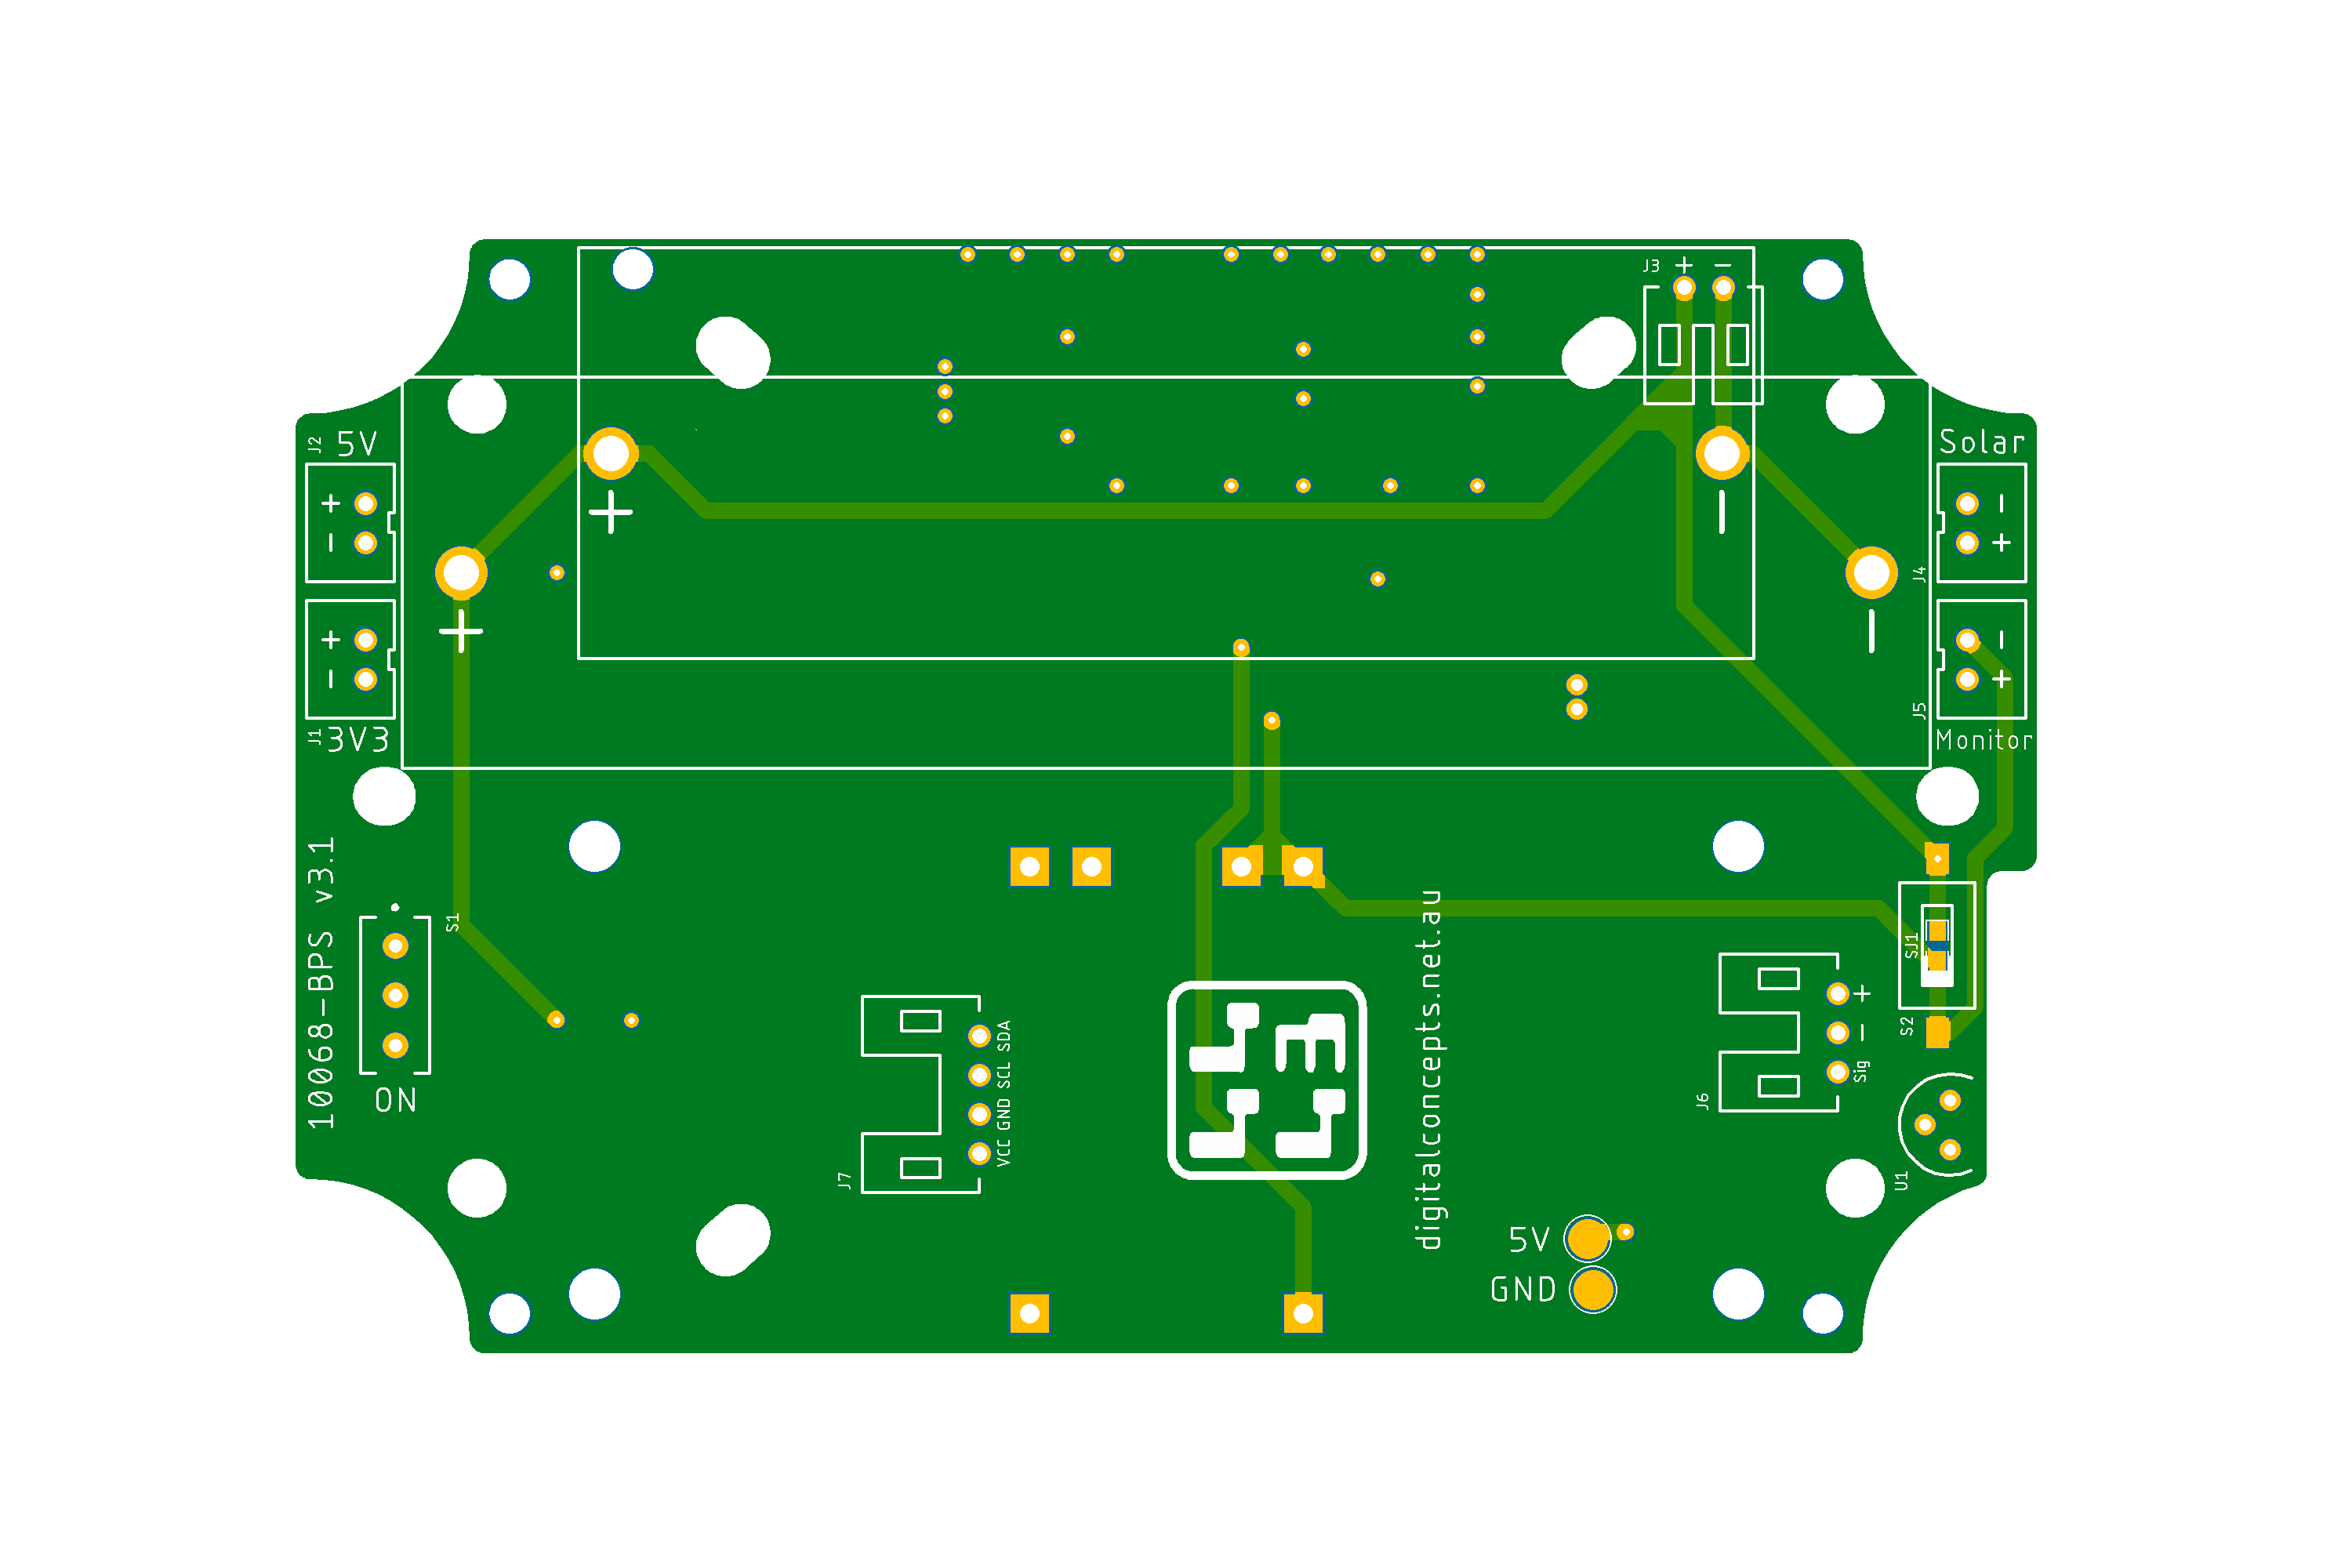 J3 + −
J2 5V
Solar
+
−
−
+
+
−
J4
+
−
+
−
−
+
J1 3V3
J5
Monitor
10068-BPS v3.1
S1
ON
SDA
SCL
GND
VCC
J7
digitalconcepts.net.au
SJ1
S2
+
−
Sig
J6
U1
5V
GND